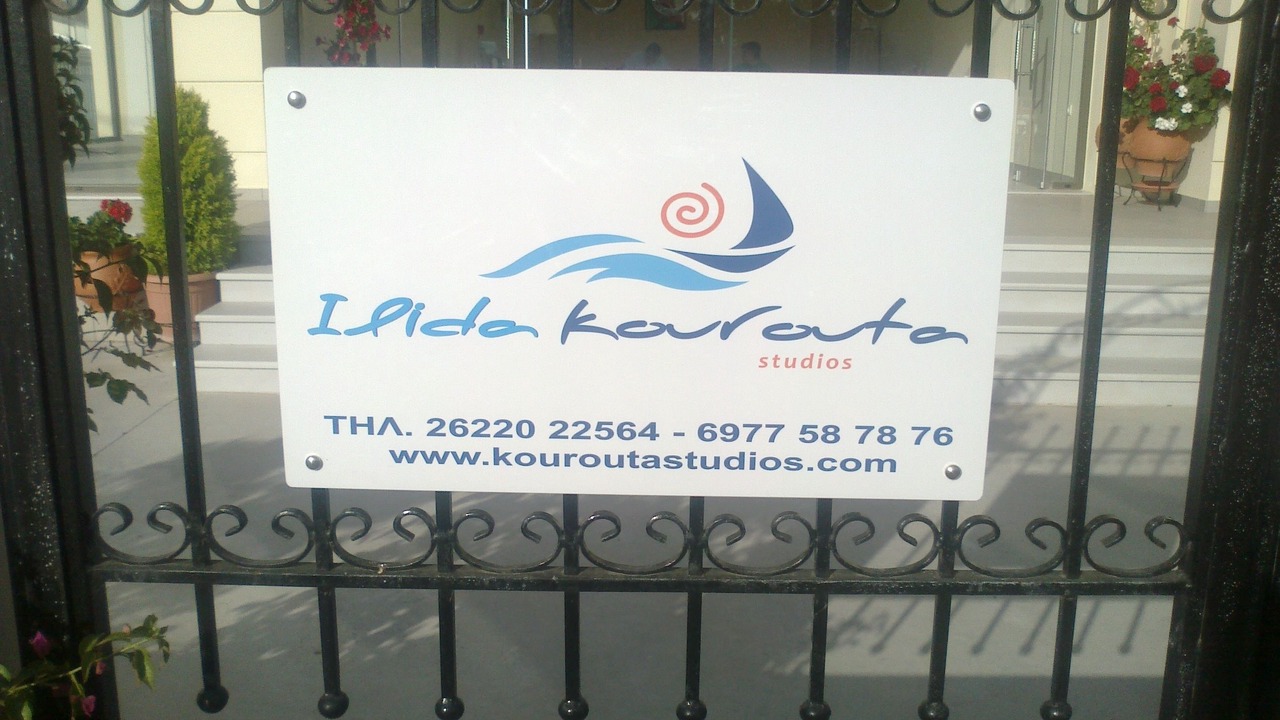 Ilida Kourouta
studios
ΤΗΛ. 26220 22564 - 6977 58 78 76
www.kouroutastudios.com